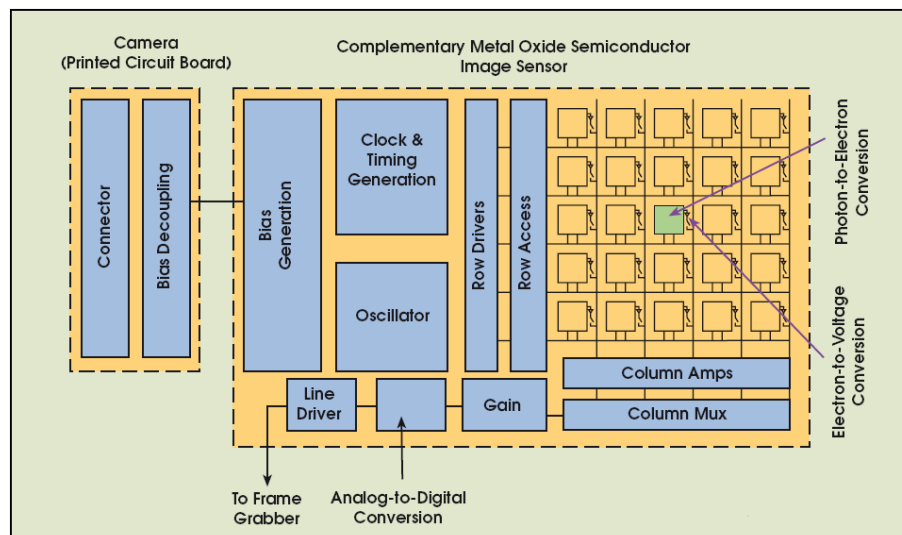 Camera
(Printed Circuit Board)
Complementary Metal Oxide Semiconductor
Image Sensor
Connector
Bias Decoupling
Bias
Generation
Clock &
Timing
Generation
Oscillator
Row Drivers
Row Access
Photon-to-Electron
Conversion
Electron-to-Voltage
Conversion
Column Amps
Line
Driver
Gain
Column Mux
To Frame
Grabber
Analog-to-Digital
Conversion